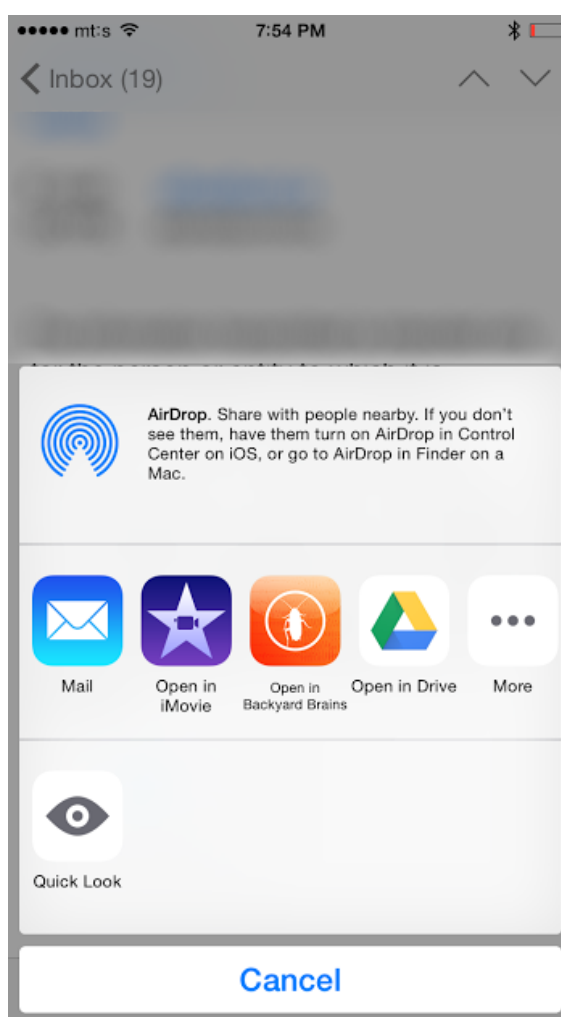 mt:s 7:54 PM
Inbox (19)
AirDrop. Share with people nearby. If you don't
see them, have them turn on AirDrop in Control
Center on iOS, or go to AirDrop in Finder on a
Mac.
Mail
Open in
iMovie
Open in
Backyard Brains
Open in Drive
More
Quick Look
Cancel